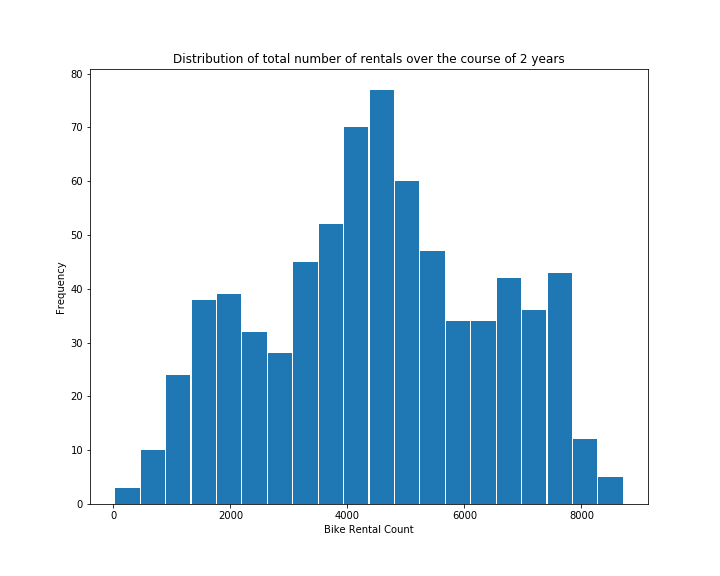 Distribution of total number of rentals over the course of 2 years
80
70
60
50
40
30
20
10
0
Frequency
0 2000 4000 6000 8000
Bike Rental Count